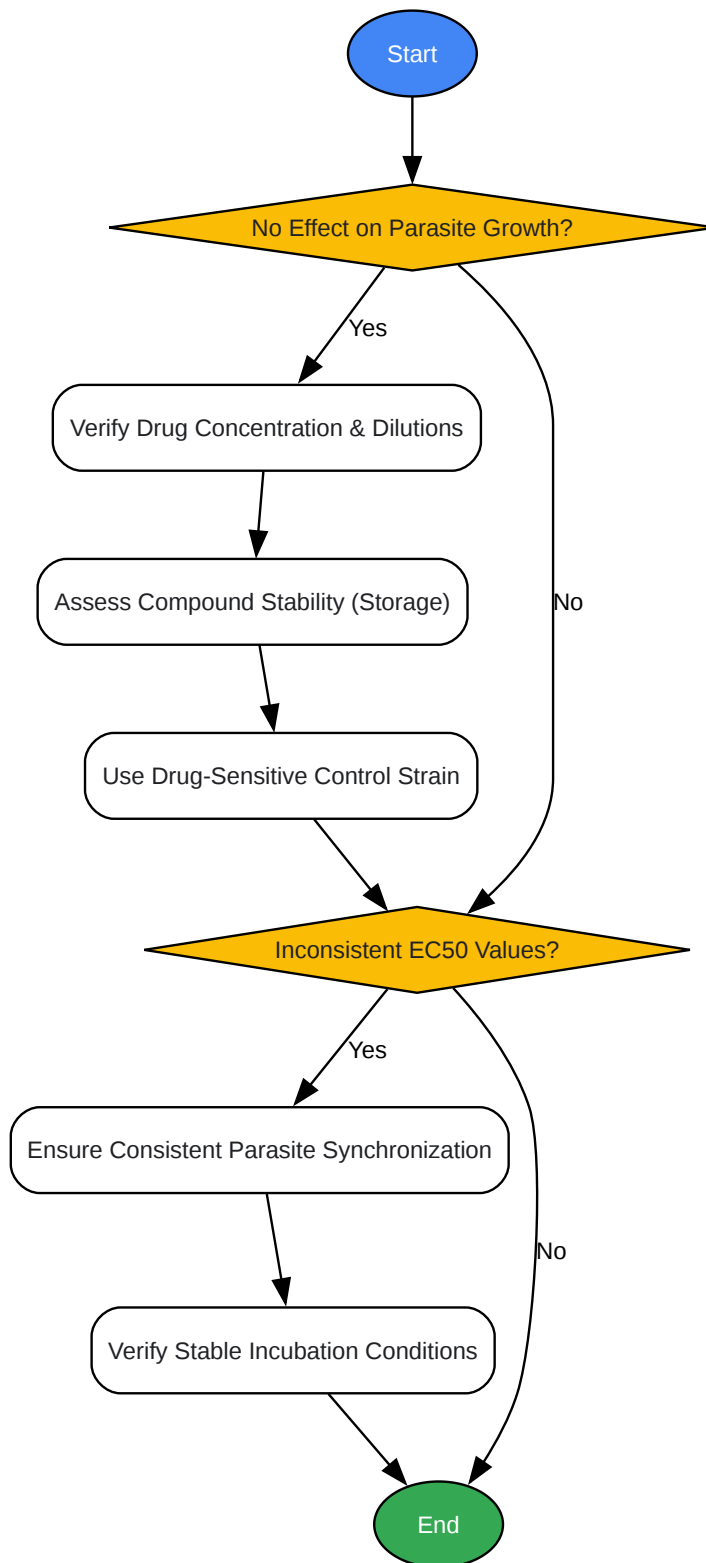 Start
No Effect on Parasite Growth?
Yes
Verify Drug Concentration & Dilutions
Assess Compound Stability (Storage)
No
Use Drug-Sensitive Control Strain
Inconsistent EC50 Values?
Yes
Ensure Consistent Parasite Synchronization
No
Verify Stable Incubation Conditions
End